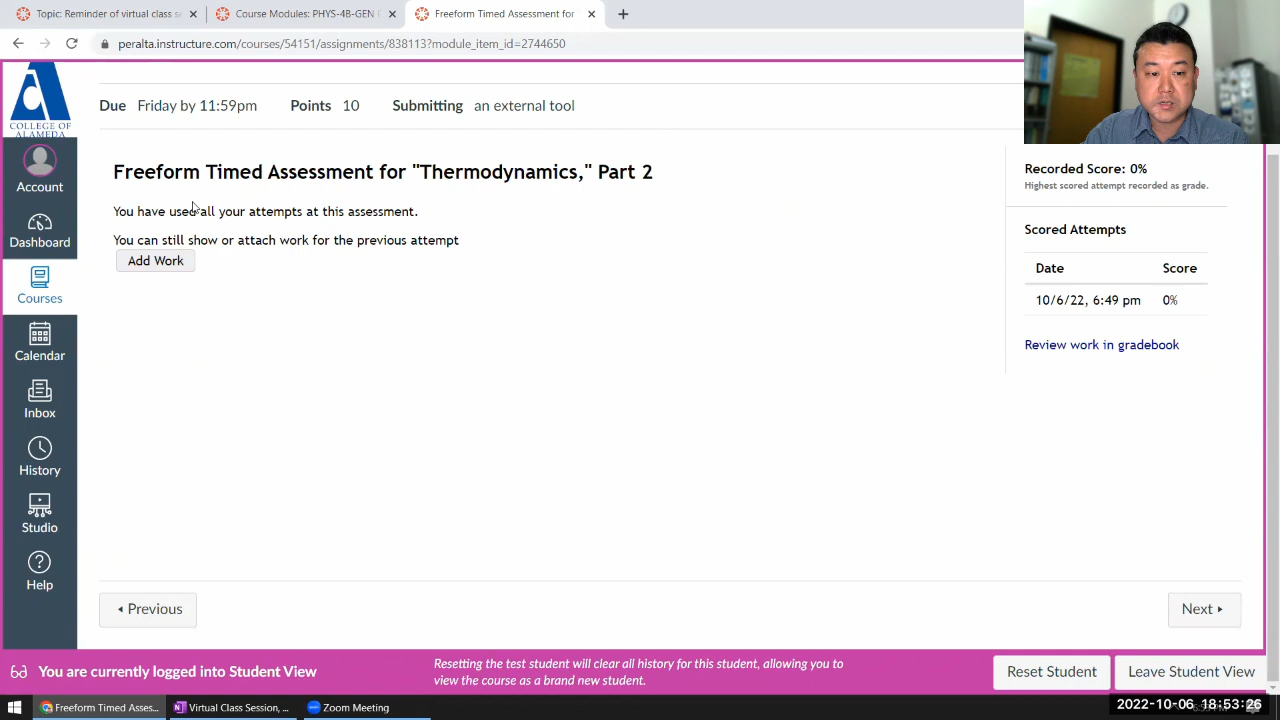 Topic: Reminder of virtual class s
Course Modules: PHYS-4B-GEN
Freeform Timed Assessment for
peralta.instructure.com/courses/54151/assignments/838113?module_item_id=2744650
COLLEGE OF
ALAMEDA
Account
Dashboard
Courses
Calendar
Inbox
History
Studio
Help
Due Friday by 11:59pm Points 10 Submitting an external tool
Freeform Timed Assessment for "Thermodynamics," Part 2
You have used all your attempts at this assessment.
You can still show or attach work for the previous attempt
Add Work
Recorded Score: 0%
Highest scored attempt recorded as grade.
Scored Attempts
Date Score
10/6/22, 6:49 pm 0%
Review work in gradebook
Previous
Next
You are currently logged into Student View
Resetting the test student will clear all history for this student, allowing you to
view the course as a brand new student.
Reset Student
Leave Student View
Freeform Timed Asses...
Virtual Class Session, ...
Zoom Meeting
2022-10-06 18:53:26